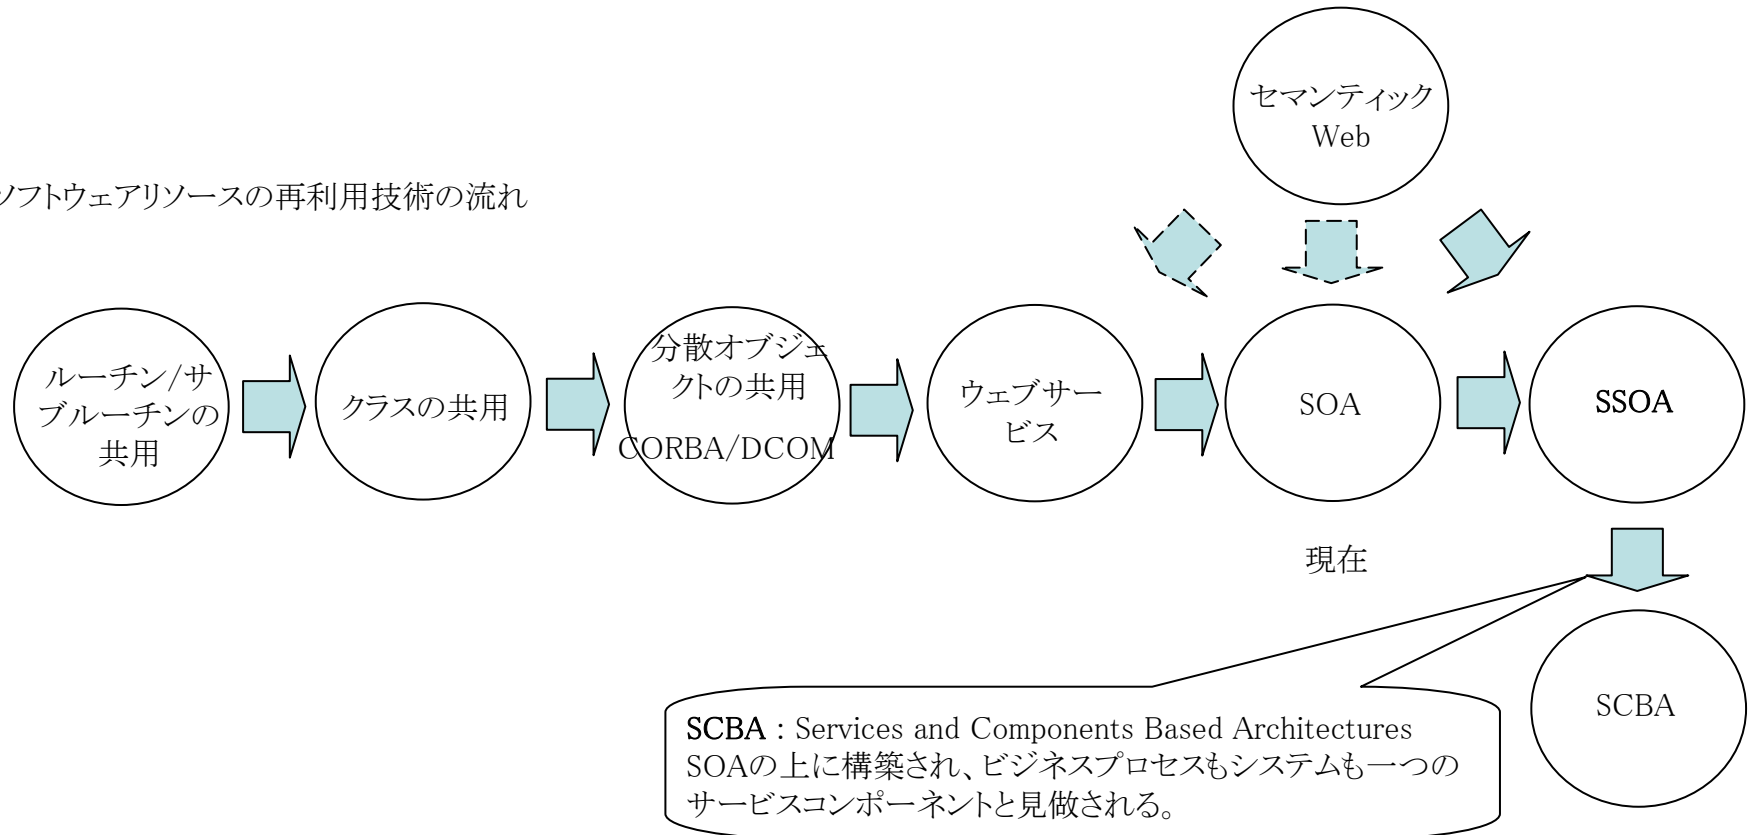 セマンティック
Web
ソフトウェアリソースの再利用技術の流れ
ルーチン/サ
ブルーチンの
共用
クラスの共用
分散オブジェ
クトの共用
CORBA/DCOM
ウェブサー
ビス
SOA
SSOA
現在
SCBA : Services and Components Based Architectures
SOAの上に構築され、ビジネスプロセスもシステムも一つの
サービスコンポーネントと見做される。
SCBA